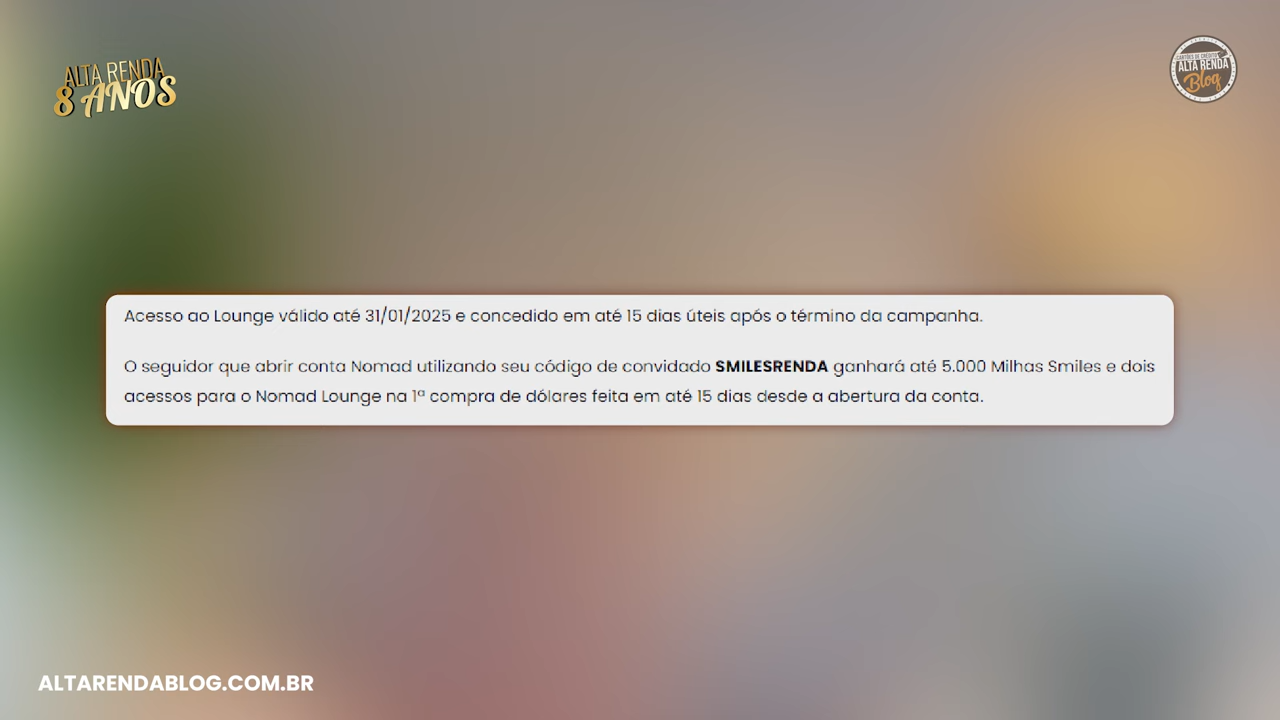 ALTA RENDA
8 ANOS
CARTÕES DE CRÉDITO
ALTA RENDA
Blog
Acesso ao Lounge válido até 31/01/2025 e concedido em até 15 dias úteis após o término da campanha.
O seguidor que abrir conta Nomad utilizando seu código de convidado SMILESRENDA ganhará até 5.000 Milhas Smiles e dois
acessos para o Nomad Lounge na 1ª compra de dólares feita em até 15 dias desde a abertura da conta.
ALTARENDABLOG.COM.BR